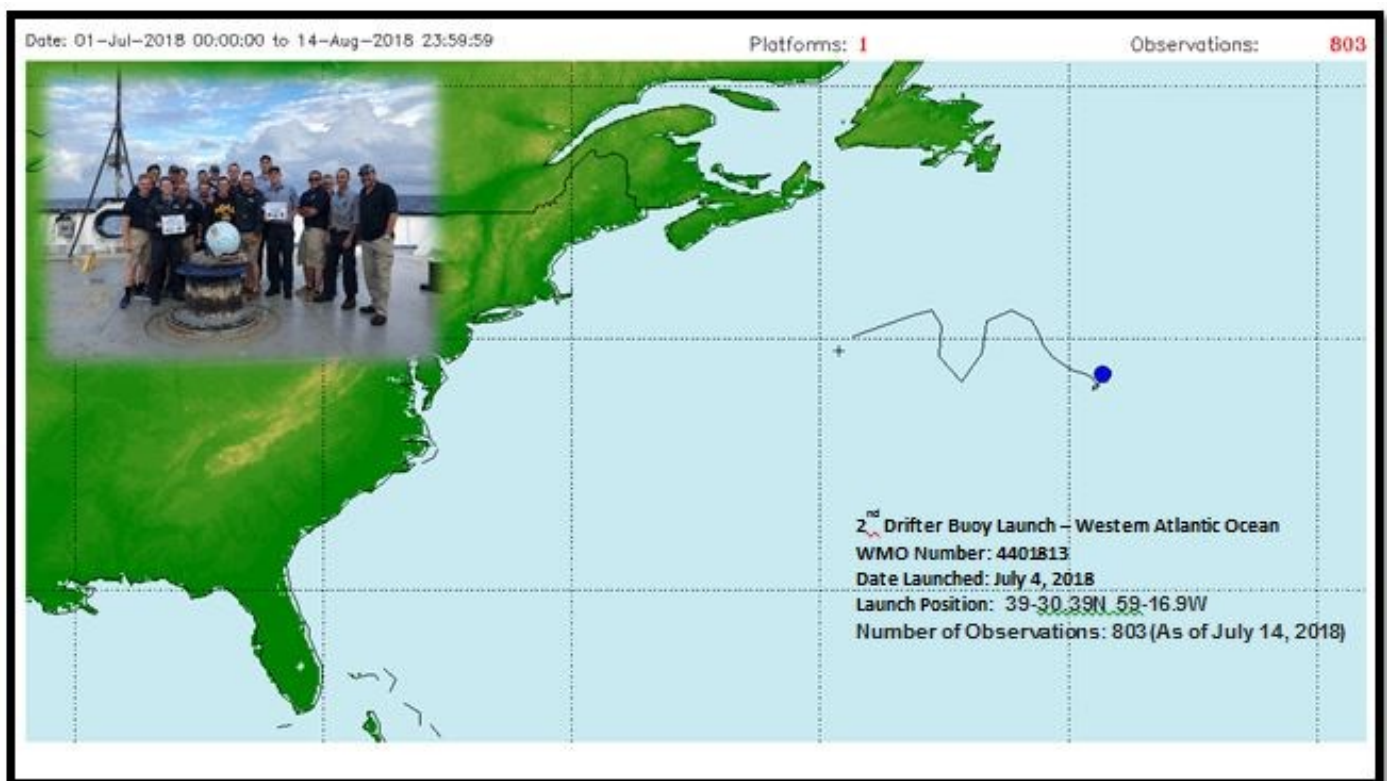 Date: 01-Jul-2018 00:00:00 to 14-Aug-2018 23:59:59 Platforms: 1 Observations: 803
2nd Drifter Buoy Launch – Western Atlantic Ocean
WMO Number: 4401813
Date Launched: July 4, 2018
Launch Position: 39-30.39N 59-16.9W
Number of Observations: 803(As of July 14, 2018)